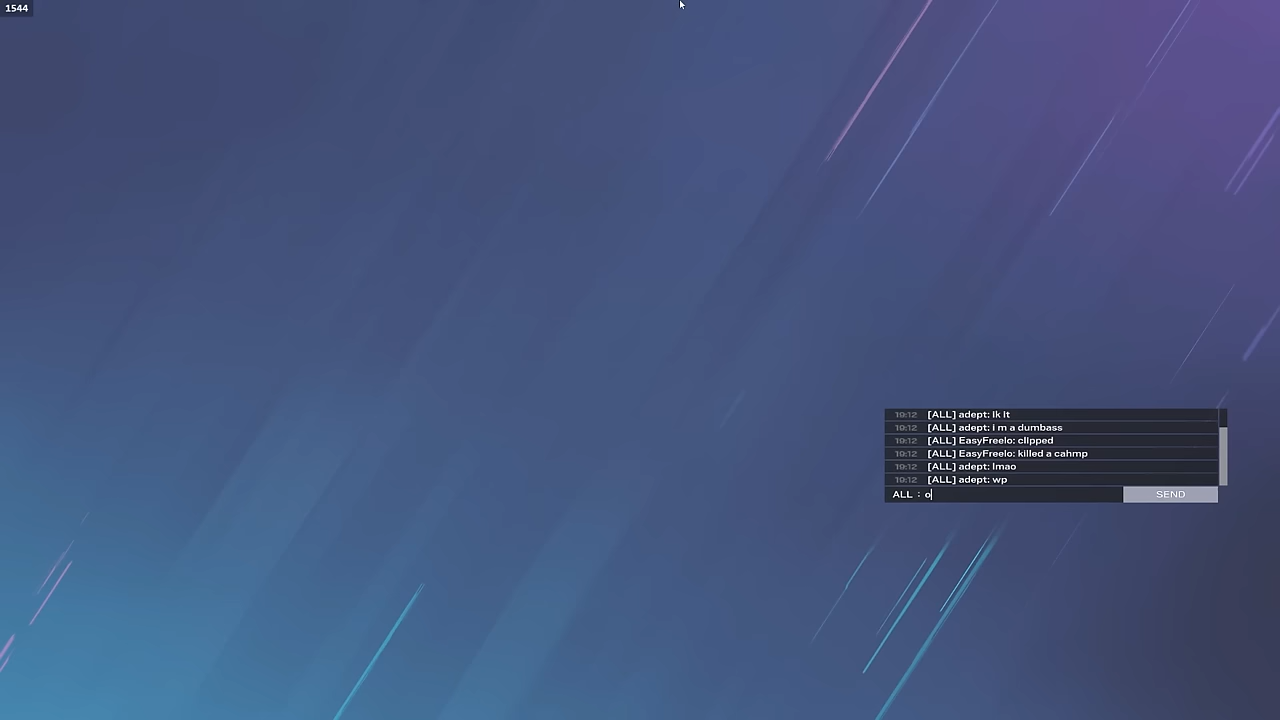 1544
19:12 [ALL] adept: lk it
19:12 [ALL] adept: I m a dumbass
19:12 [ALL] EasyFreelo: clipped
19:12 [ALL] EasyFreelo: killed a cahmp
19:12 [ALL] adept: lmao
19:12 [ALL] adept: wp
ALL : o
SEND